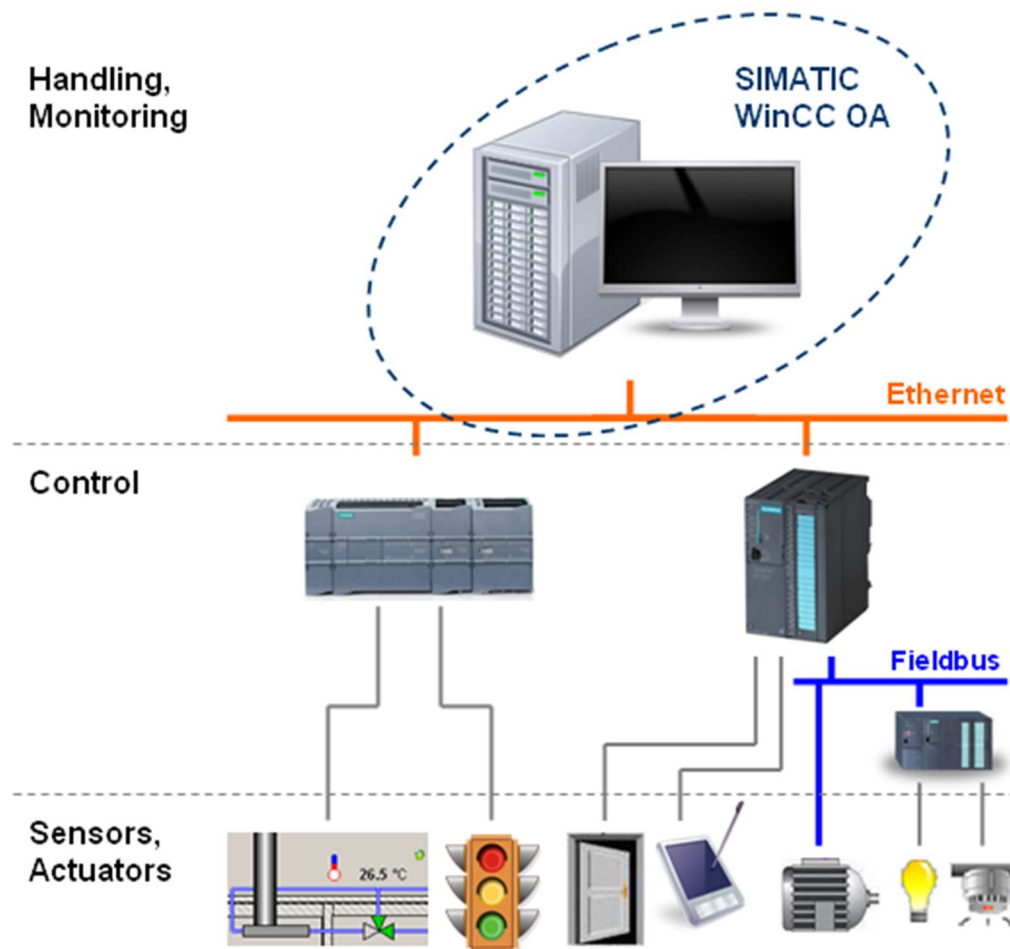 Handling,
Monitoring
SIMATIC
WinCC OA
Ethernet
Control
Fieldbus
Sensors,
Actuators
26.5 °C